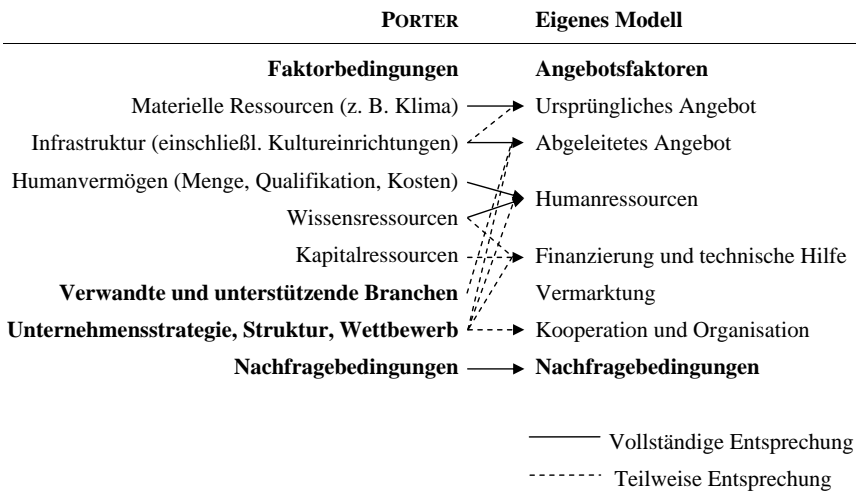 PORTER Eigenes Modell
Faktorbedingungen Angebotsfaktoren
Materielle Ressourcen (z. B. Klima) Ursprüngliches Angebot
Infrastruktur (einschließl. Kultureinrichtungen) Abgeleitetes Angebot
Humanvermögen (Menge, Qualifikation, Kosten)
Humanressourcen
Wissensressourcen
Kapitalressourcen Finanzierung und technische Hilfe
Verwandte und unterstützende Branchen Vermarktung
Unternehmensstrategie, Struktur, Wettbewerb Kooperation und Organisation
Nachfragebedingungen Nachfragebedingungen
Vollständige Entsprechung
Teilweise Entsprechung